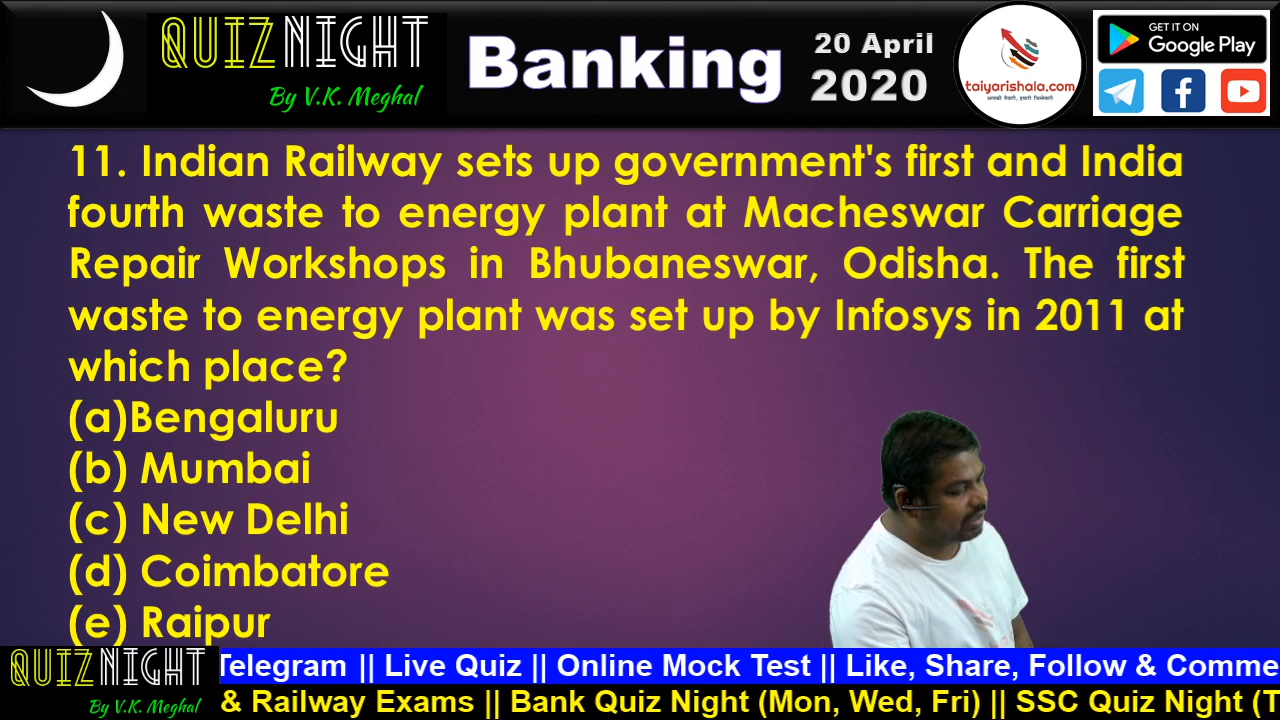 QUIZ NIGHT
By V.K. Meghal
Banking
20 April
2020
taiyarishala.com
आपकी तैयारी, हमारी जिम्मेदारी
GET IT ON
Google Play
11. Indian Railway sets up government's first and India
fourth waste to energy plant at Macheswar Carriage
Repair Workshops in Bhubaneswar, Odisha. The first
waste to energy plant was set up by Infosys in 2011 at
which place?
(a)Bengaluru
(b) Mumbai
(c) New Delhi
(d) Coimbatore
(e) Raipur
QUIZ NIGHT
By V.K. Meghal
Telegram || Live Quiz || Online Mock Test || Like, Share, Follow & Comme
& Railway Exams || Bank Quiz Night (Mon, Wed, Fri) || SSC Quiz Night (T